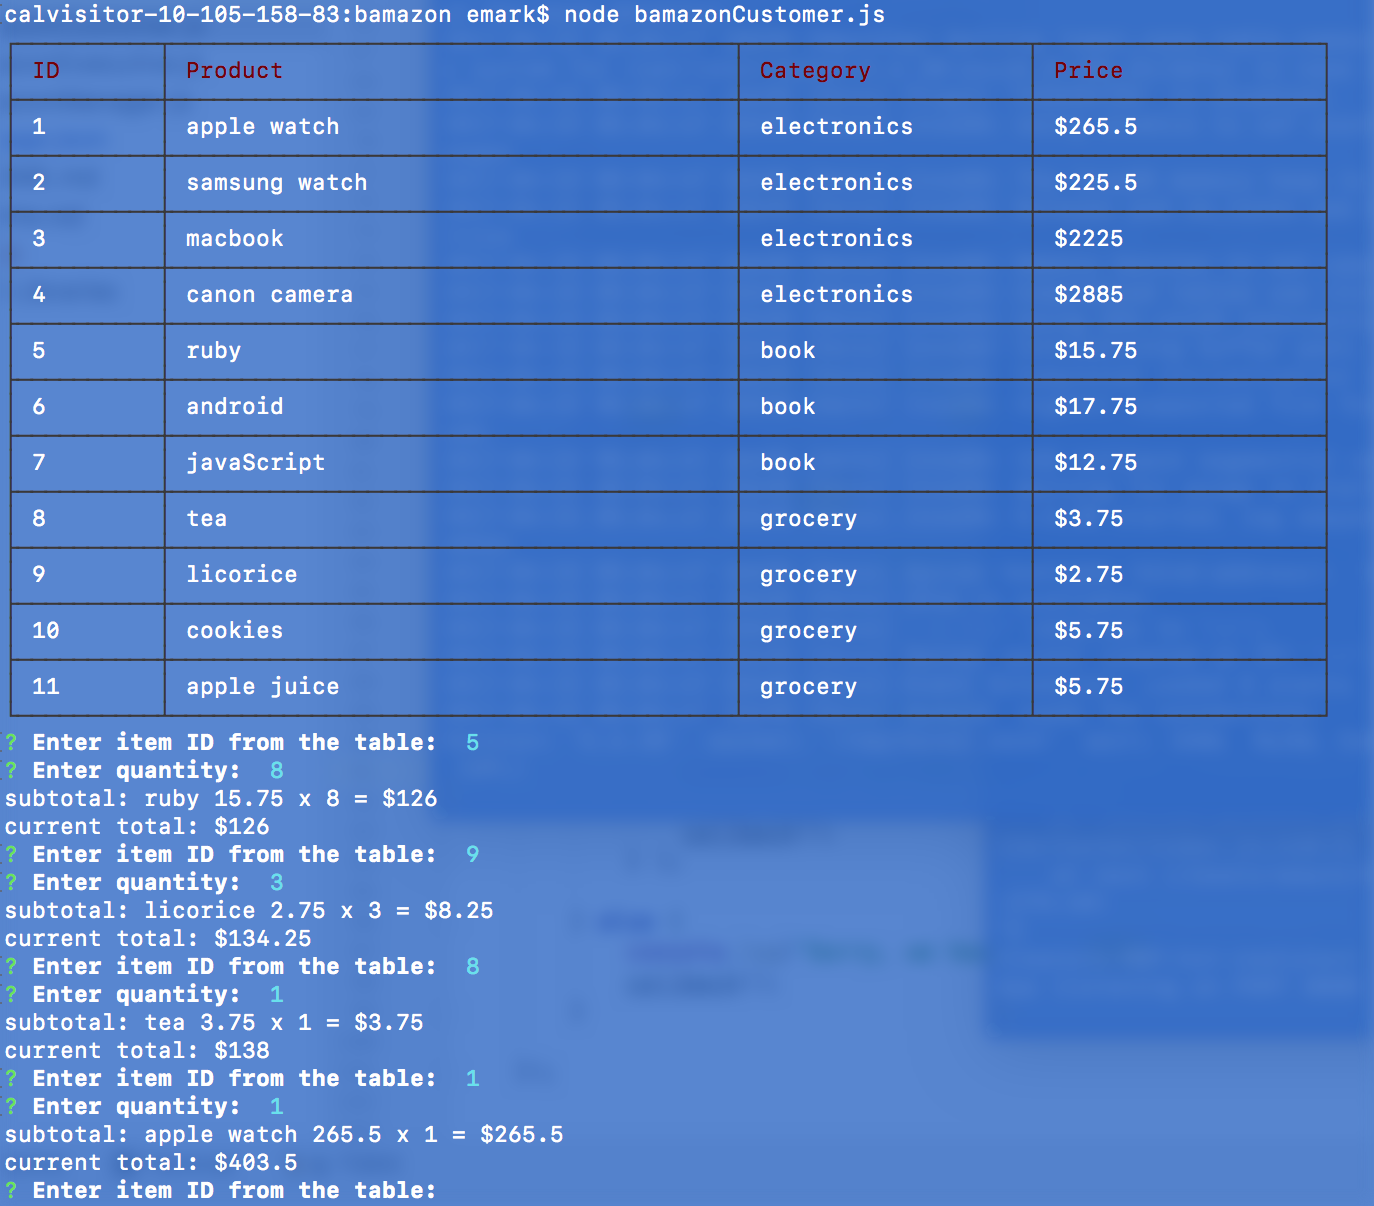 calvisitor-10-105-158-83:bamazon emark$ node bamazonCustomer.js
ID Product Category Price
1 apple watch electronics $265.5
2 samsung watch electronics $225.5
3 macbook electronics $2225
4 canon camera electronics $2885
5 ruby book $15.75
6 android book $17.75
7 javaScript book $12.75
8 tea grocery $3.75
9 licorice grocery $2.75
10 cookies grocery $5.75
11 apple juice grocery $5.75
? Enter item ID from the table:  5
? Enter quantity:  8
subtotal: ruby 15.75 x 8 = $126
current total: $126
? Enter item ID from the table:  9
? Enter quantity:  3
subtotal: licorice 2.75 x 3 = $8.25
current total: $134.25
? Enter item ID from the table:  8
? Enter quantity:  1
subtotal: tea 3.75 x 1 = $3.75
current total: $138
? Enter item ID from the table:  1
? Enter quantity:  1
subtotal: apple watch 265.5 x 1 = $265.5
current total: $403.5
? Enter item ID from the table: